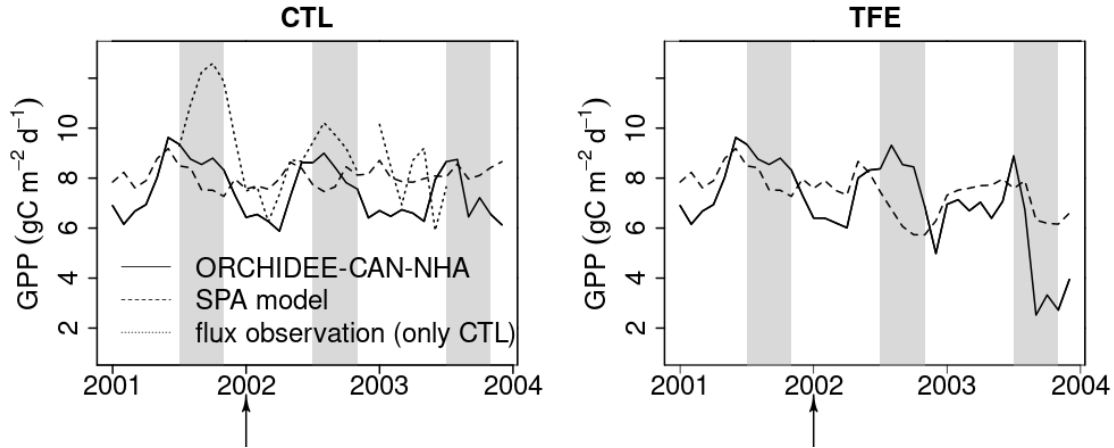 CTL
GPP (gC m⁻² d⁻¹)
10
8
6
4
2
ORCHIDEE-CAN-NHA
SPA model
flux observation (only CTL)
2001 2002 2003 2004
TFE
GPP (gC m⁻² d⁻¹)
10
8
6
4
2
2001 2002 2003 2004